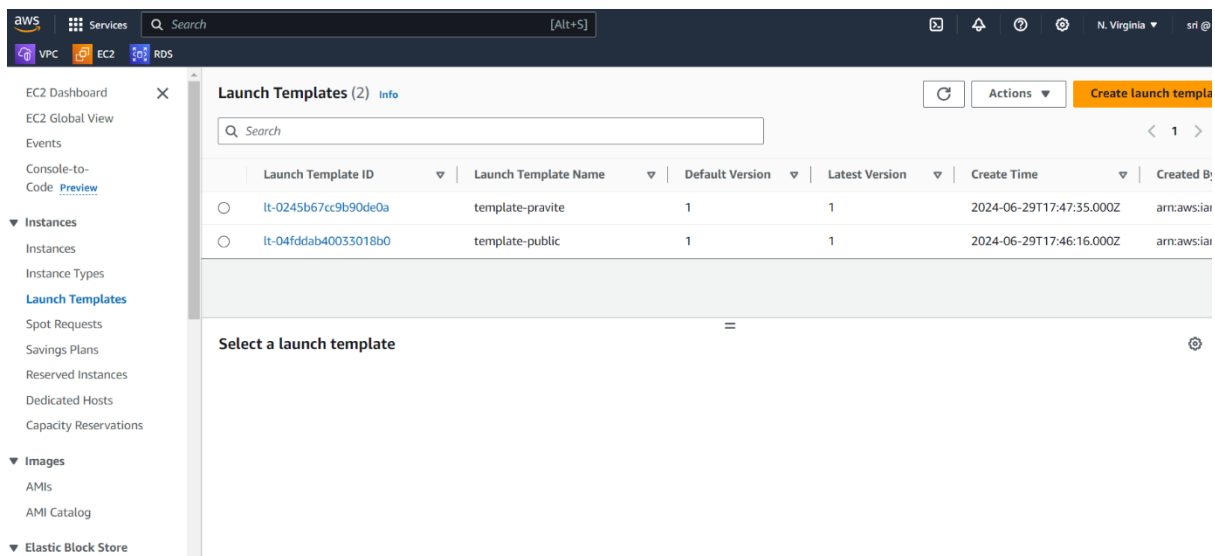 aws Services Search [Alt+S] N. Virginia ▼ sri @
VPC EC2 RDS
EC2 Dashboard
EC2 Global View
Events
Console-to-
Code Preview
Instances
Instances
Instance Types
Launch Templates
Spot Requests
Savings Plans
Reserved Instances
Dedicated Hosts
Capacity Reservations
Images
AMIs
AMI Catalog
Elastic Block Store
Launch Templates (2) Info Actions ▼ Create launch templa
Search < 1 >
Launch Template ID Launch Template Name Default Version Latest Version Create Time Created By
lt-0245b67cc9b90de0a template-pravite 1 1 2024-06-29T17:47:35.000Z arn:aws:iar
lt-04fddab40033018b0 template-public 1 1 2024-06-29T17:46:16.000Z arn:aws:iar
Select a launch template